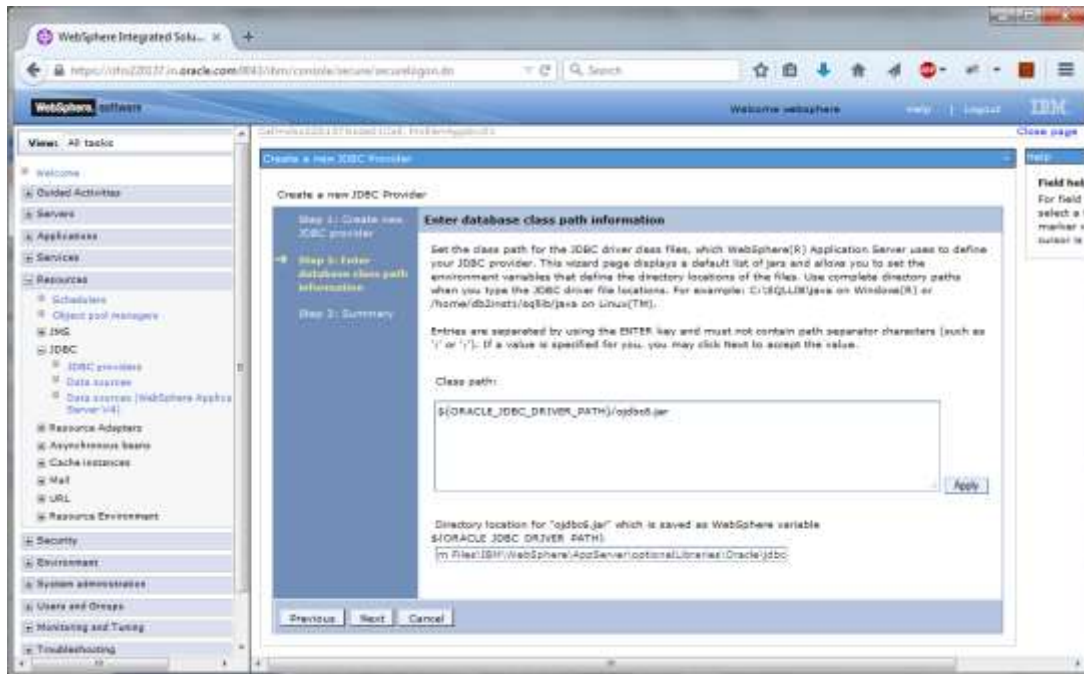 WebSphere Integrated Solu...
Search
WebSphere software
Welcome websphere
Help | Logout
IBM
Close page
View: All tasks
Welcome
Guided Activities
Servers
Applications
Services
Resources
Schedulers
Object pool managers
JMS
JDBC
JDBC providers
Data sources
Data sources (WebSphere Applica
Server V4)
Resource Adapters
Asynchronous beans
Cache instances
Mail
URL
Resource Environment
Security
Environment
System administration
Users and Groups
Monitoring and Tuning
Troubleshooting
Create a new JDBC Provider
Create a new JDBC Provider
Step 1: Create new
JDBC provider
Step 2: Enter
database class path
information
Step 3: Summary
Enter database class path information
Set the class path for the JDBC driver class files, which WebSphere(R) Application Server uses to define
your JDBC provider. This wizard page displays a default list of jars and allows you to set the
environment variables that define the directory locations of the files. Use complete directory paths
when you type the JDBC driver file locations. For example: C:\SQLLIB\java on Windows(R) or
/home/db2inst1/sqllib/java on Linux(TM).
Entries are separated by using the ENTER key and must not contain path separator characters (such as
';' or ':'). If a value is specified for you, you may click Next to accept the value.
Class path:
${ORACLE_JDBC_DRIVER_PATH}/ojdbc6.jar
Apply
Directory location for "ojdbc6.jar" which is saved as WebSphere variable
${ORACLE_JDBC_DRIVER_PATH}
m Files\IBM\WebSphere\AppServer\optionalLibraries\Oracle\jdbc
Previous
Next
Cancel
Help
Field hel
For field
select a
marker
cursor is